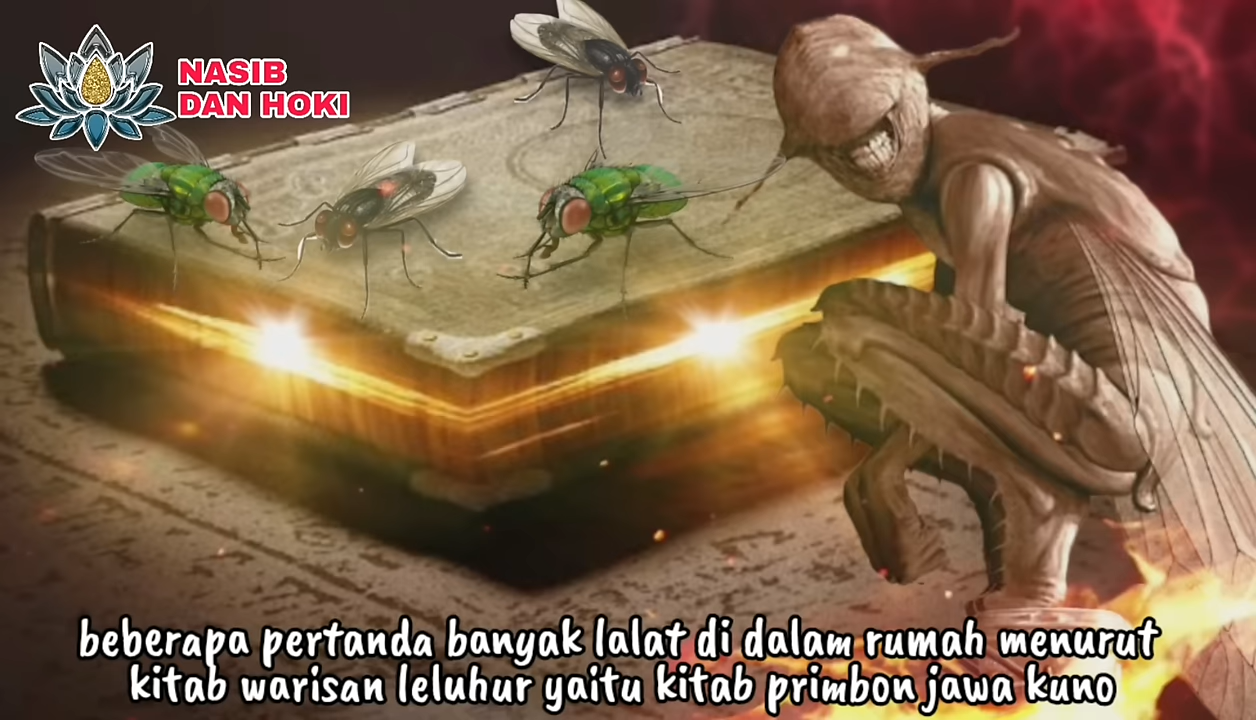 NASIB
DAN HOKI
beberapa pertanda banyak lalat di dalam rumah menurut
kitab warisan leluhur yaitu kitab primbon jawa kuno